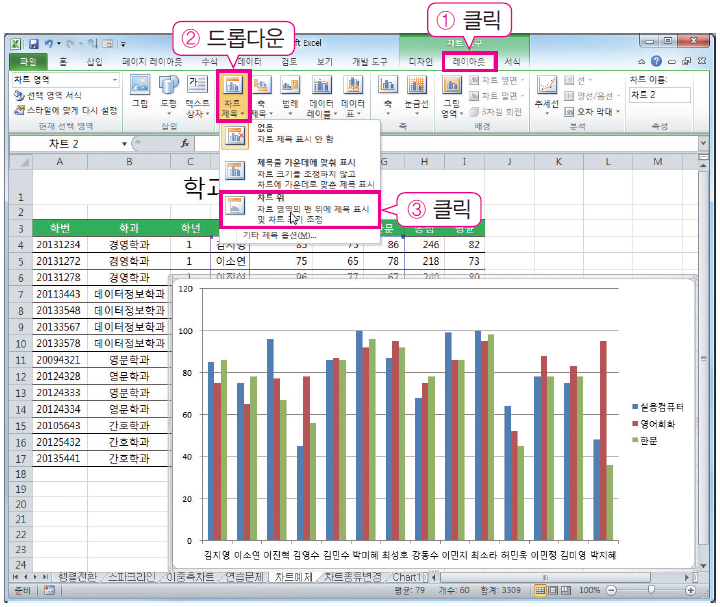 ① 클릭
② 드롭다운
ft Excel
차트 도구
파일 홈 삽입 페이지 레이아웃 수식 데이터 검토 보기 개발 도구 디자인 레이아웃 서식
차트 영역
선택 영역 서식
스타일에 맞게 다시 설정
현재 선택 영역
그림 도형 텍스트 상자
삽입
차트 제목 축 제목 범례 데이터 레이블 데이터 표
축 눈금선
축
그림 영역
차트 밑면
차트 밑면
3차원 회전
배경
추세선
선
양선/음선
오차 막대
분석
차트 이름:
차트 2
속성
없음
차트 제목 표시 안 함
제목을 가운데에 맞춰 표시
차트 크기를 조정하지 않고
차트에 가운데로 맞춘 제목 표시
차트 위
차트 영역의 맨 위에 제목 표시
및 차트 크기 조정
기타 제목 옵션(M)...
③ 클릭
차트 2 fx
A B C G H I J K L M
1 학과
2
3 학번 학과 학년 한문 총점 평균
4 20131234 경영학과 1 김지영 85 75 86 246 82
5 20131272 경영학과 1 이소연 75 65 78 218 73
6 20131278 경영학과 1 이진혁 96 77 67 240 80
7 20113443 데이터정보학과
8 20133548 데이터정보학과
9 20133567 데이터정보학과
10 20133578 데이터정보학과
11 20094321 영문학과
12 20124328 영문학과
13 20124333 영문학과
14 20124334 영문학과
15 20105643 간호학과
16 20125432 간호학과
17 20135441 간호학과
18
19
20
21
22
23
24
120
100
80
60
40
20
0
김지영 이소연 이진혁 김영수 김민수 박미혜 최성호 강동수 이민지 최소라 허민욱 이민정 김미영 박지혜
실용컴퓨터
영어회화
한문
행렬전환 스파크라인 이중축차트 연습문제 차트예제 차트종류변경 Chart1
준비 평균: 79 개수: 60 합계: 3309 100%